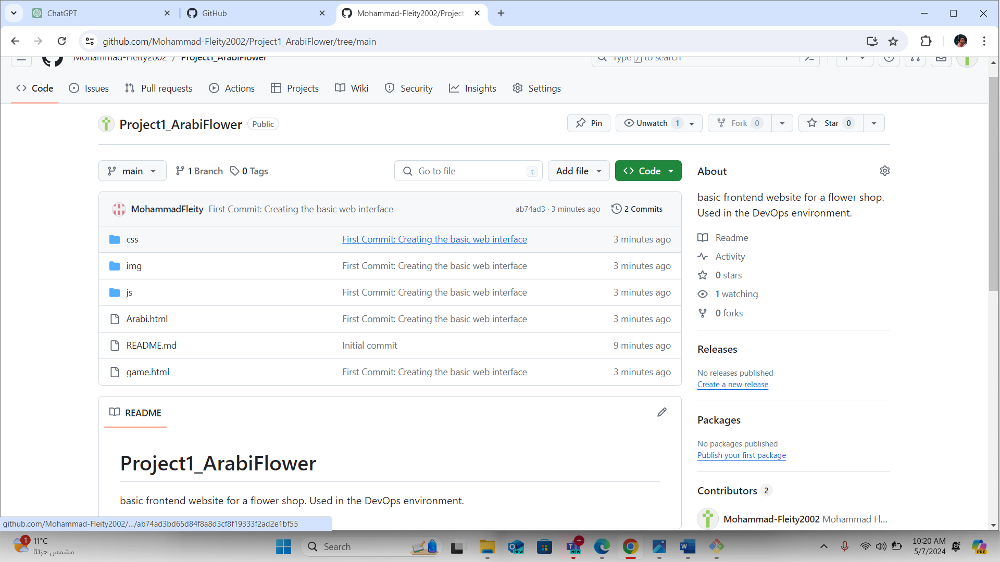 ChatGPT
GitHub
Mohammad-Fleity2002/Project
github.com/Mohammad-Fleity2002/Project1_ArabiFlower/tree/main
Mohammad-Fleity2002 / Project1_ArabiFlower
Type / to search
Code
Issues
Pull requests
Actions
Projects
Wiki
Security
Insights
Settings
Project1_ArabiFlower Public
Pin
Unwatch 1
Fork 0
Star 0
main
1 Branch
0 Tags
Go to file
t
Add file
Code
MohammadFleity First Commit: Creating the basic web interface
ab74ad3 · 3 minutes ago
2 Commits
css First Commit: Creating the basic web interface 3 minutes ago
img First Commit: Creating the basic web interface 3 minutes ago
js First Commit: Creating the basic web interface 3 minutes ago
Arabi.html First Commit: Creating the basic web interface 3 minutes ago
README.md Initial commit 9 minutes ago
game.html First Commit: Creating the basic web interface 3 minutes ago
README
Project1_ArabiFlower
basic frontend website for a flower shop. Used in the DevOps environment.
About
basic frontend website for a flower shop.
Used in the DevOps environment.
Readme
Activity
0 stars
1 watching
0 forks
Releases
No releases published
Create a new release
Packages
No packages published
Publish your first package
Contributors 2
Mohammad-Fleity2002 Mohammad Fl...
github.com/Mohammad-Fleity2002/.../ab74ad3bd65d84f8a8d3cf8f19333f2ad2e1bf55
1
11°C
مشمس جزئيًا
Search
NEW
NEW
10:20 AM
5/7/2024
PRE